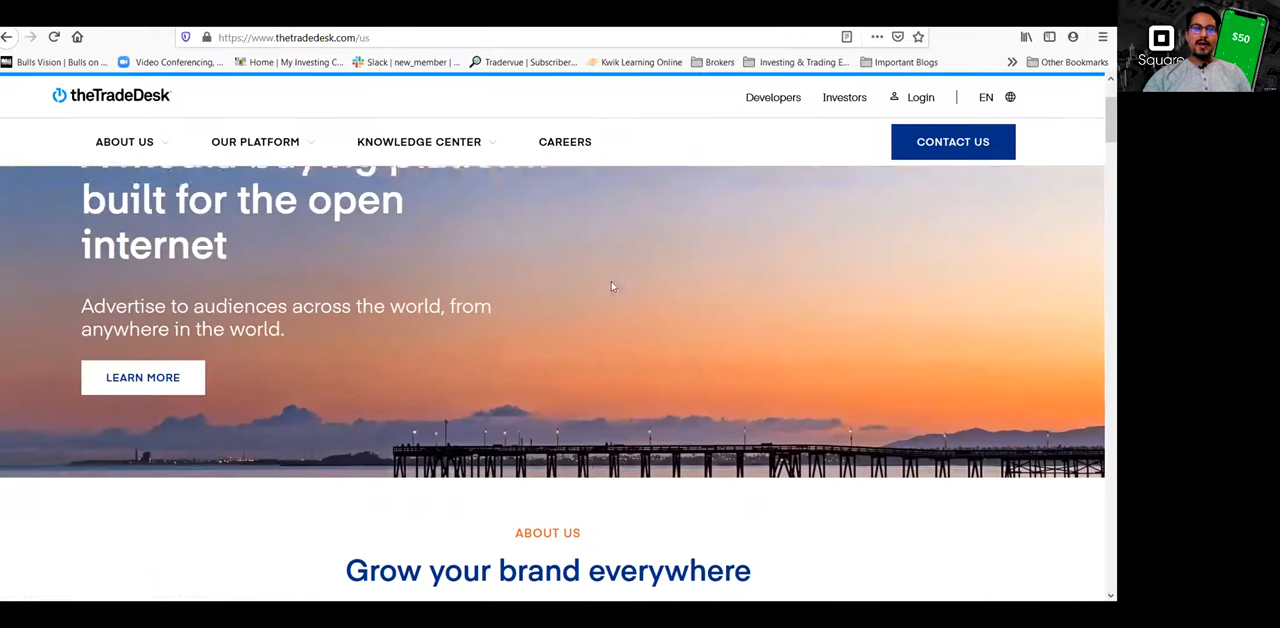 https://www.thetradedesk.com/us
Bulls Vision | Bulls on ...
Video Conferencing, ...
Home | My Investing C...
Slack | new_member | ...
Tradervue | Subscriber...
Kwik Learning Online
Brokers
Investing & Trading E...
Important Blogs
Other Bookmarks
theTradeDesk
Developers
Investors
Login
EN
ABOUT US
OUR PLATFORM
KNOWLEDGE CENTER
CAREERS
CONTACT US
built for the open
internet
Advertise to audiences across the world, from
anywhere in the world.
LEARN MORE
ABOUT US
Grow your brand everywhere
Square
$50